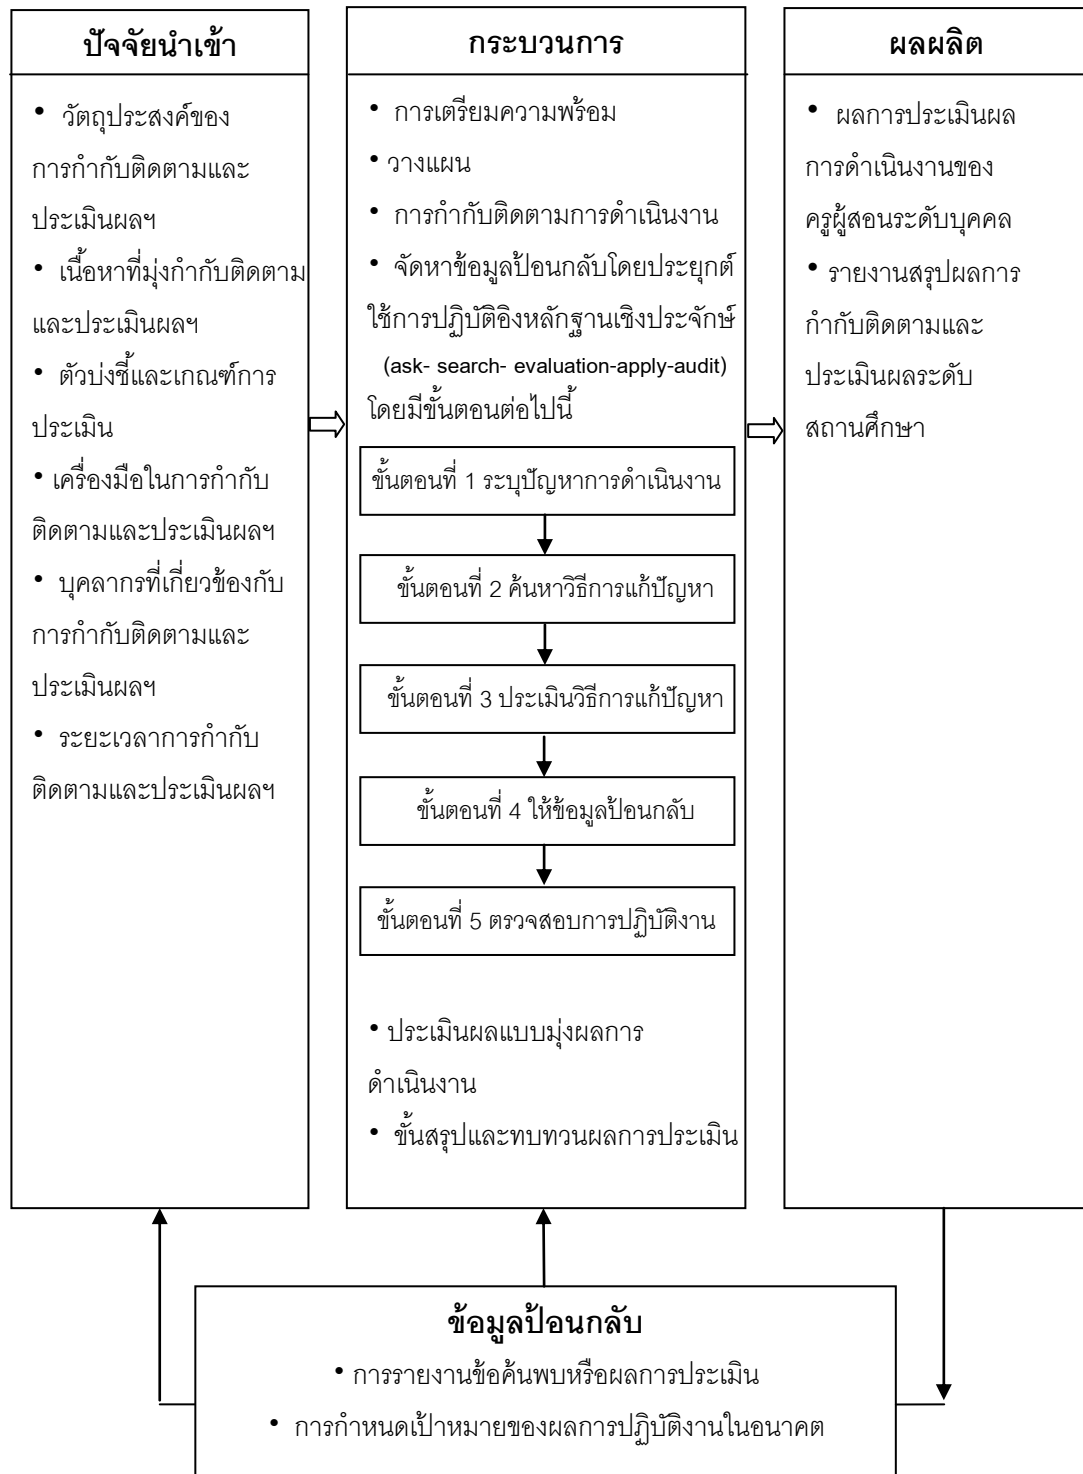 ปัจจัยนำเข้า
• วัตถุประสงค์ของ
การกำกับติดตามและ
ประเมินผลฯ
• เนื้อหาที่มุ่งกำกับติดตาม
และประเมินผลฯ
• ตัวบ่งชี้และเกณฑ์การ
ประเมิน
• เครื่องมือในการกำกับ
ติดตามและประเมินผลฯ
• บุคลากรที่เกี่ยวข้องกับ
การกำกับติดตามและ
ประเมินผลฯ
• ระยะเวลาการกำกับ
ติดตามและประเมินผลฯ
กระบวนการ
• การเตรียมความพร้อม
• วางแผน
• การกำกับติดตามการดำเนินงาน
• จัดหาข้อมูลป้อนกลับโดยประยุกต์
ใช้การปฏิบัติอิงหลักฐานเชิงประจักษ์
(ask- search- evaluation-apply-audit)
โดยมีขั้นตอนต่อไปนี้
ขั้นตอนที่ 1 ระบุปัญหาการดำเนินงาน
ขั้นตอนที่ 2 ค้นหาวิธีการแก้ปัญหา
ขั้นตอนที่ 3 ประเมินวิธีการแก้ปัญหา
ขั้นตอนที่ 4 ให้ข้อมูลป้อนกลับ
ขั้นตอนที่ 5 ตรวจสอบการปฏิบัติงาน
• ประเมินผลแบบมุ่งผลการ
ดำเนินงาน
• ขั้นสรุปและทบทวนผลการประเมิน
ผลผลิต
• ผลการประเมินผล
การดำเนินงานของ
ครูผู้สอนระดับบุคคล
• รายงานสรุปผลการ
กำกับติดตามและ
ประเมินผลระดับ
สถานศึกษา
ข้อมูลป้อนกลับ
• การรายงานข้อค้นพบหรือผลการประเมิน
• การกำหนดเป้าหมายของผลการปฏิบัติงานในอนาคต